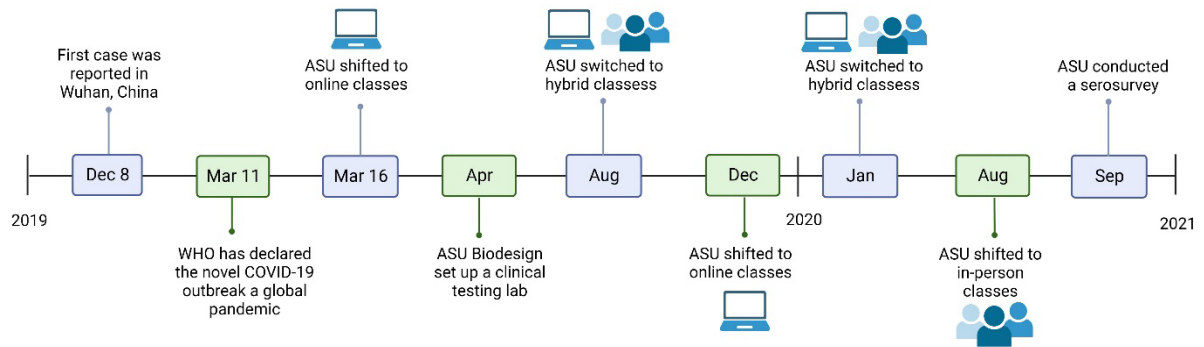 First case was
reported in
Wuhan, China
ASU shifted to
online classes
ASU switched to
hybrid classess
ASU switched to
hybrid classess
ASU conducted
a serosurvey
Dec 8
Mar 11
Mar 16
Apr
Aug
Dec
Jan
Aug
Sep
2019
2020
2021
WHO has declared
the novel COVID-19
outbreak a global
pandemic
ASU Biodesign
set up a clinical
testing lab
ASU shifted to
online classes
ASU shifted to
in-person
classes